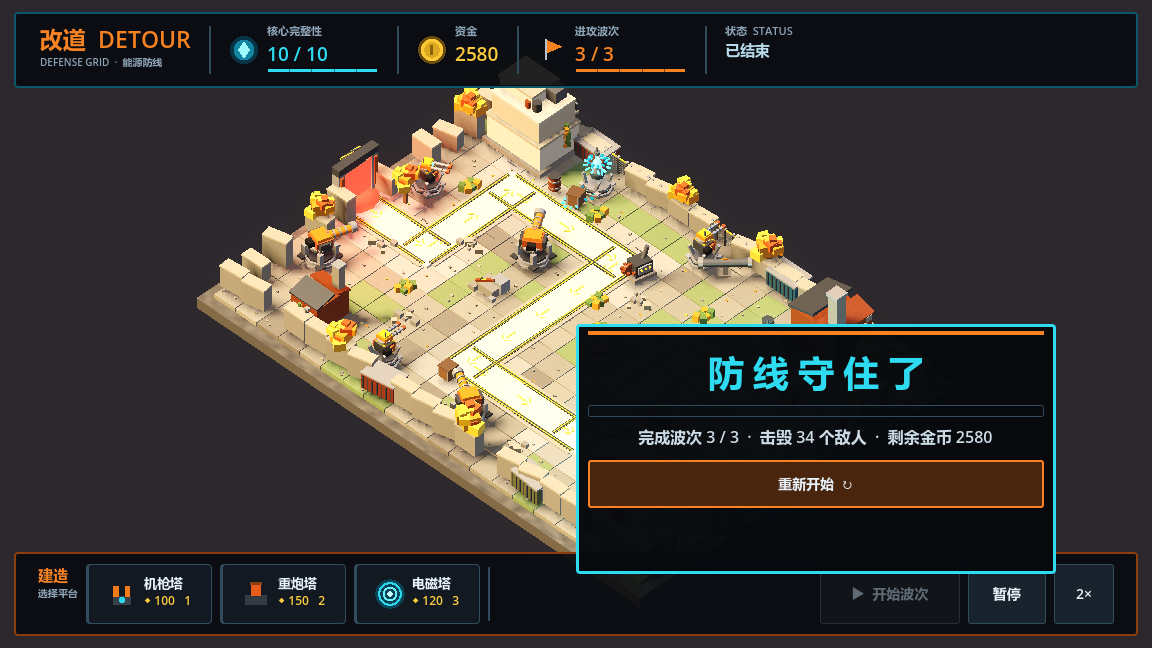 改道 DETOUR
DEFENSE GRID · 能源防线
核心完整性
10 / 10
资金
2580
进攻波次
3 / 3
状态 STATUS
已结束
防线守住了
完成波次 3 / 3 · 击毁 34 个敌人 · 剩余金币 2580
重新开始 ↻
建造
选择平台
机枪塔
◆ 100 1
重炮塔
◆ 150 2
电磁塔
◆ 120 3
▶ 开始波次
暂停
2×